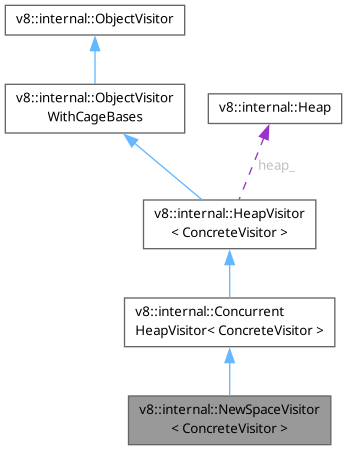 v8::internal::ObjectVisitor
v8::internal::ObjectVisitor
WithCageBases
v8::internal::Heap
heap_
v8::internal::HeapVisitor
< ConcreteVisitor >
v8::internal::Concurrent
HeapVisitor< ConcreteVisitor >
v8::internal::NewSpaceVisitor
< ConcreteVisitor >